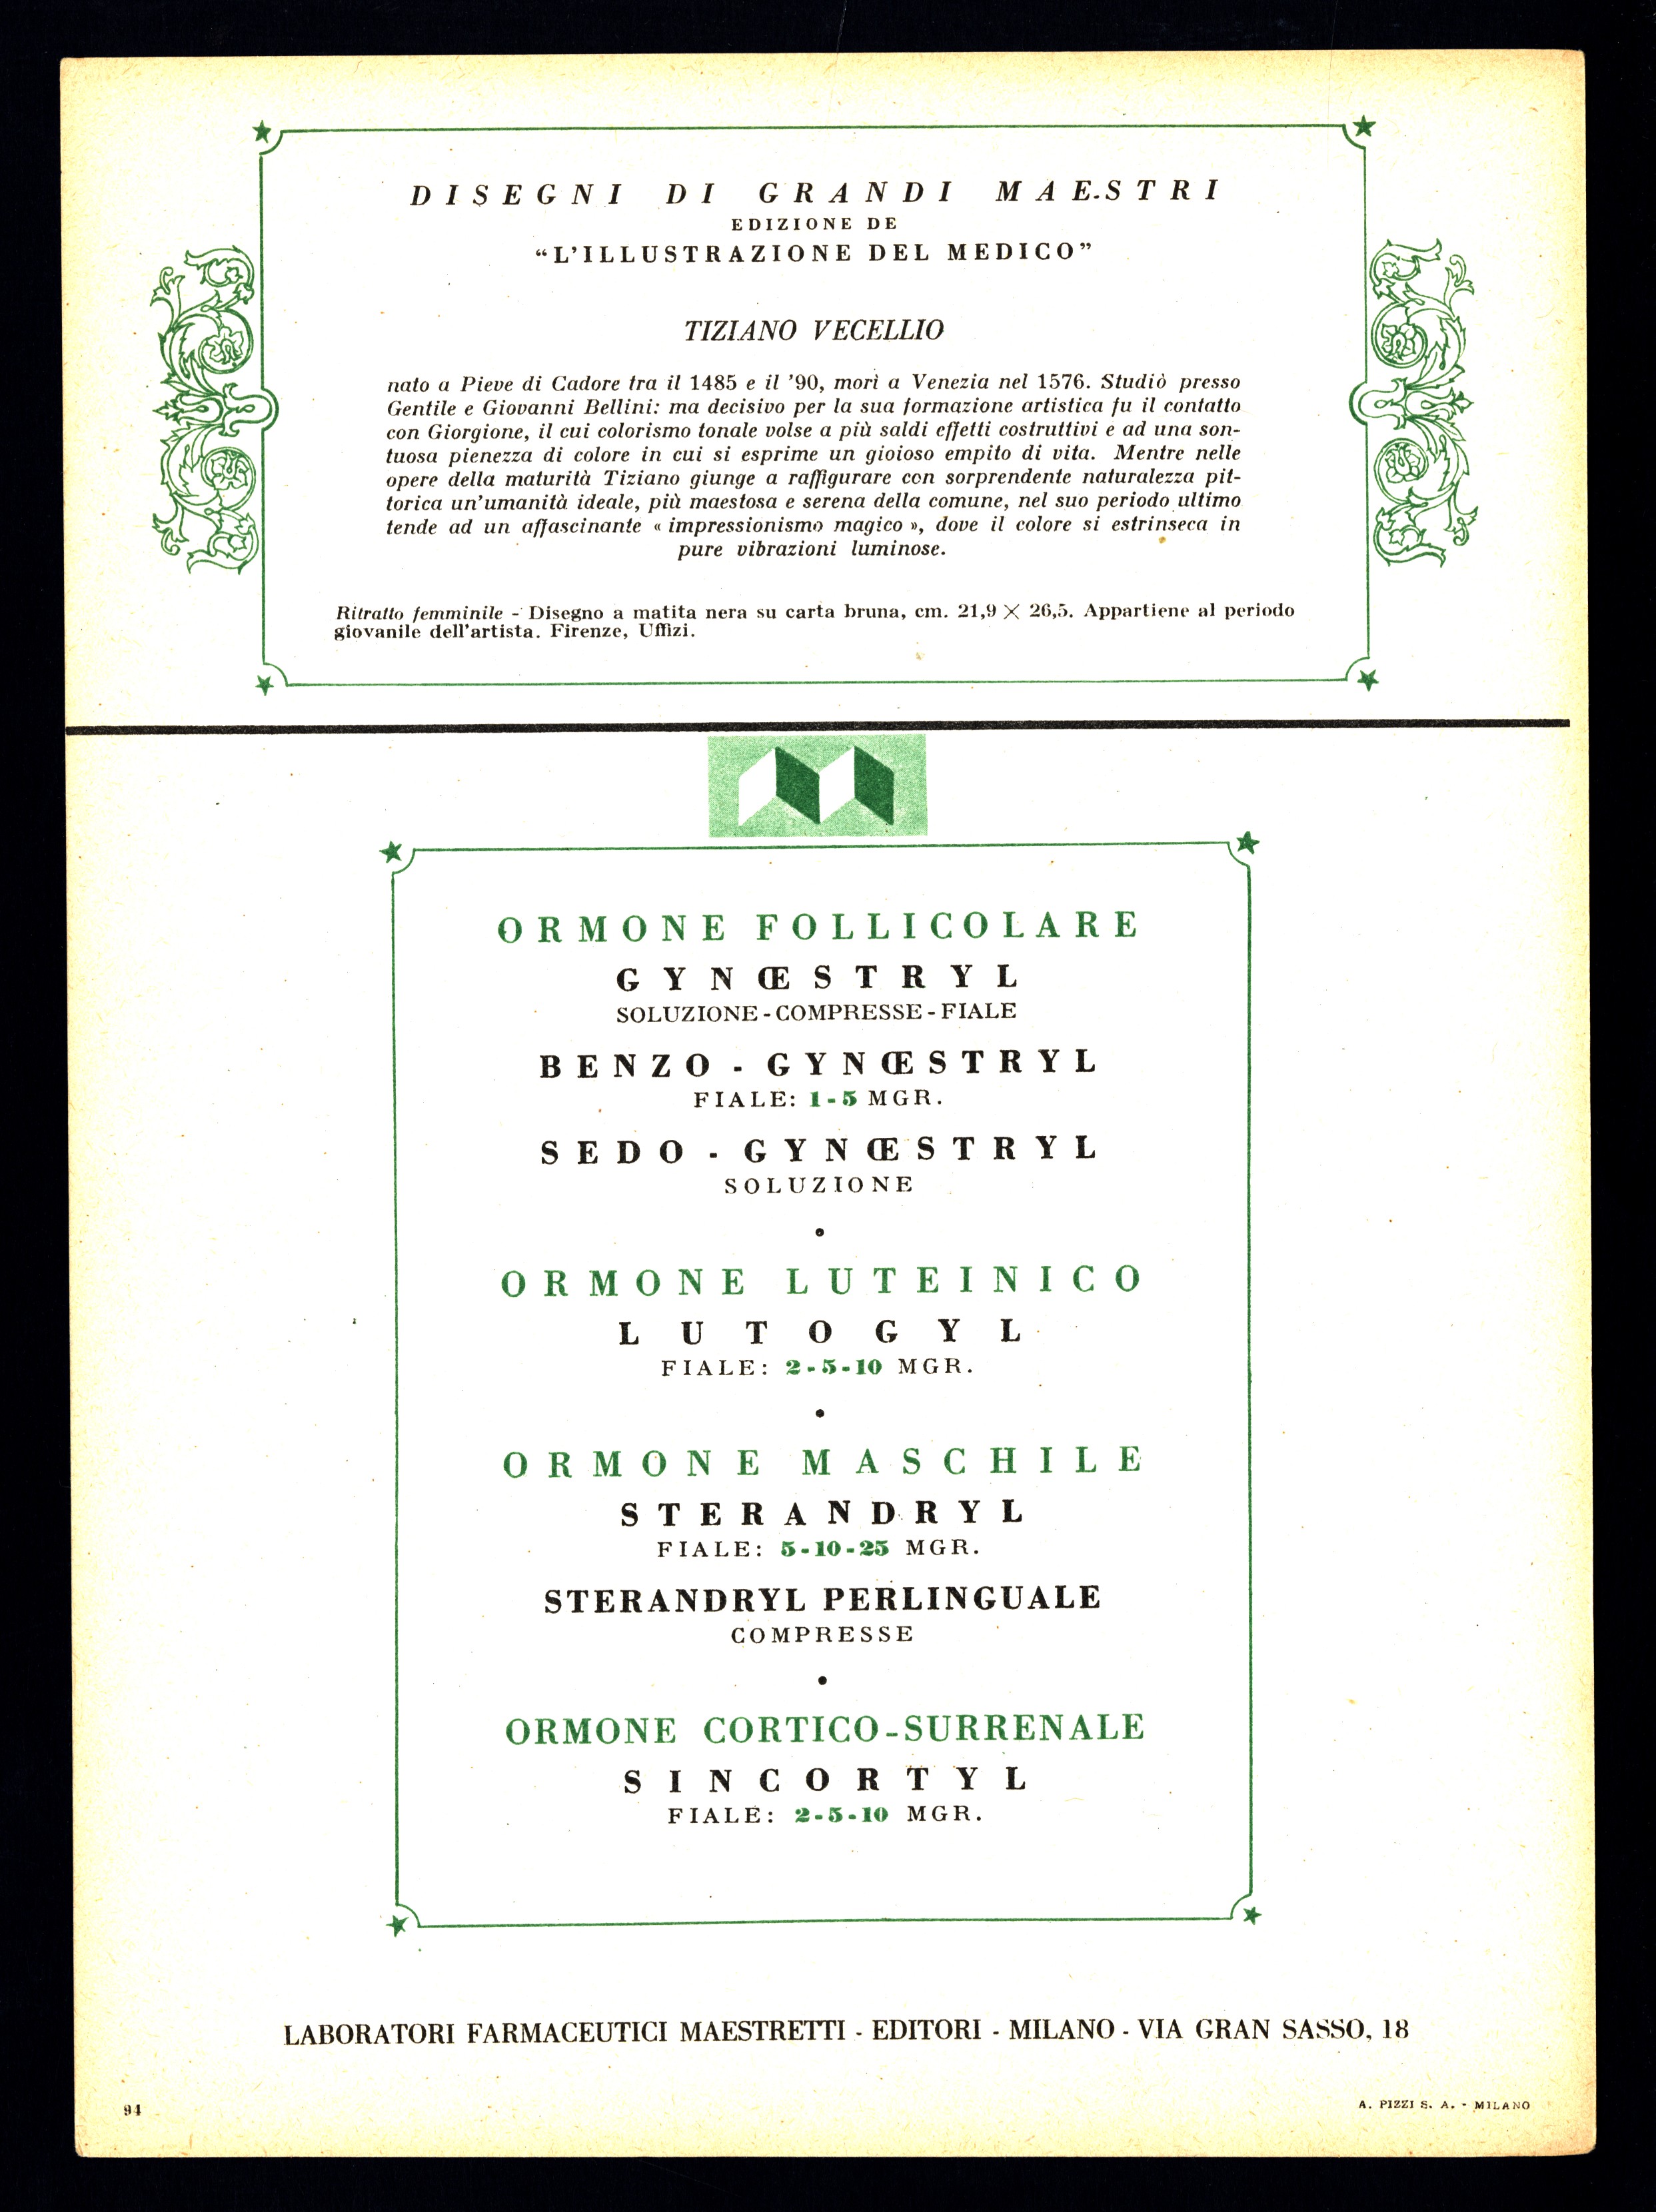 DISEGNI DI GRANDI MAESTRI
EDIZIONE DE
“L’ILLUSTRAZIONE DEL MEDICO”
TIZIANO VECELLIO
nato a Pieve di Cadore tra il 1485 e il ’90, morì a Venezia nel 1576. Studiò presso
Gentile e Giovanni Bellini: ma decisivo per la sua formazione artistica fu il contatto
con Giorgione, il cui colorismo tonale volse a più saldi effetti costruttivi e ad una son-
tuosa pienezza di colore in cui si esprime un gioioso empito di vita. Mentre nelle
opere della maturità Tiziano giunge a raffigurare con sorprendente naturalezza pit-
torica un’umanità ideale, più maestosa e serena della comune, nel suo periodo ultimo
tende ad un affascinante « impressionismo magico », dove il colore si estrinseca in
pure vibrazioni luminose.
Ritratto femminile - Disegno a matita nera su carta bruna, cm. 21,9 × 26,5. Appartiene al periodo
giovanile dell’artista. Firenze, Uffizi.
ORMONE FOLLICOLARE
GYNŒSTRYL
SOLUZIONE - COMPRESSE - FIALE
BENZO - GYNŒSTRYL
FIALE: 1-5 MGR.
SEDO - GYNŒSTRYL
SOLUZIONE
•
ORMONE LUTEINICO
LUTOGYL
FIALE: 2-5-10 MGR.
•
ORMONE MASCHILE
STERANDRYL
FIALE: 5-10-25 MGR.
STERANDRYL PERLINGUALE
COMPRESSE
•
ORMONE CORTICO-SURRENALE
SINCORTYL
FIALE: 2-5-10 MGR.
LABORATORI FARMACEUTICI MAESTRETTI - EDITORI - MILANO - VIA GRAN SASSO, 18
94
A. PIZZI S. A. - MILANO